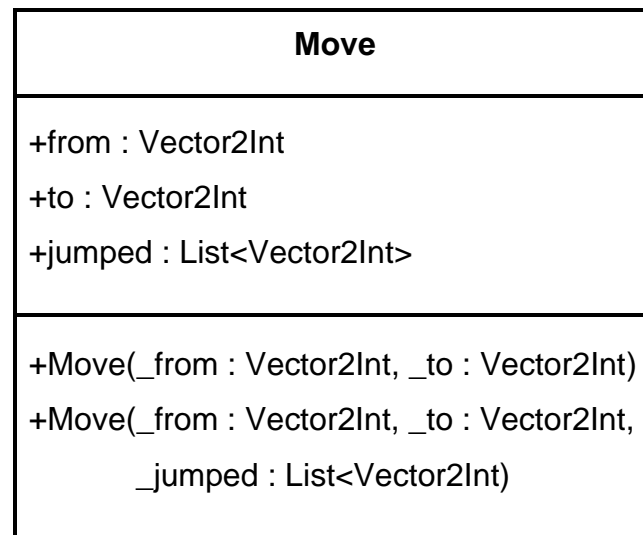 Move
+from : Vector2Int
+to : Vector2Int
+jumped : List<Vector2Int>
+Move(_from : Vector2Int, _to : Vector2Int)
+Move(_from : Vector2Int, _to : Vector2Int,
_jumped : List<Vector2Int)